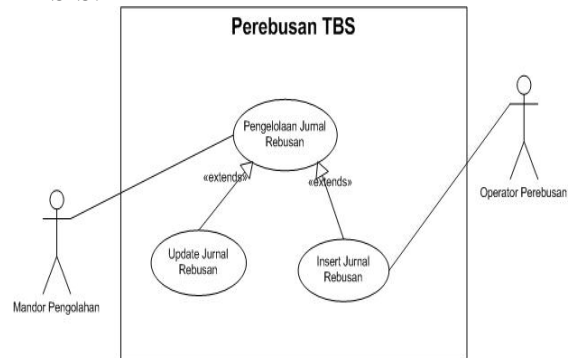 Perebusan TBS
Pengelolaan Jurnal
Rebusan
«extends»
«extends»
Operator Perebusan
Update Jurnal
Rebusan
Insert Jurnal
Rebusan
Mandor Pengolahan